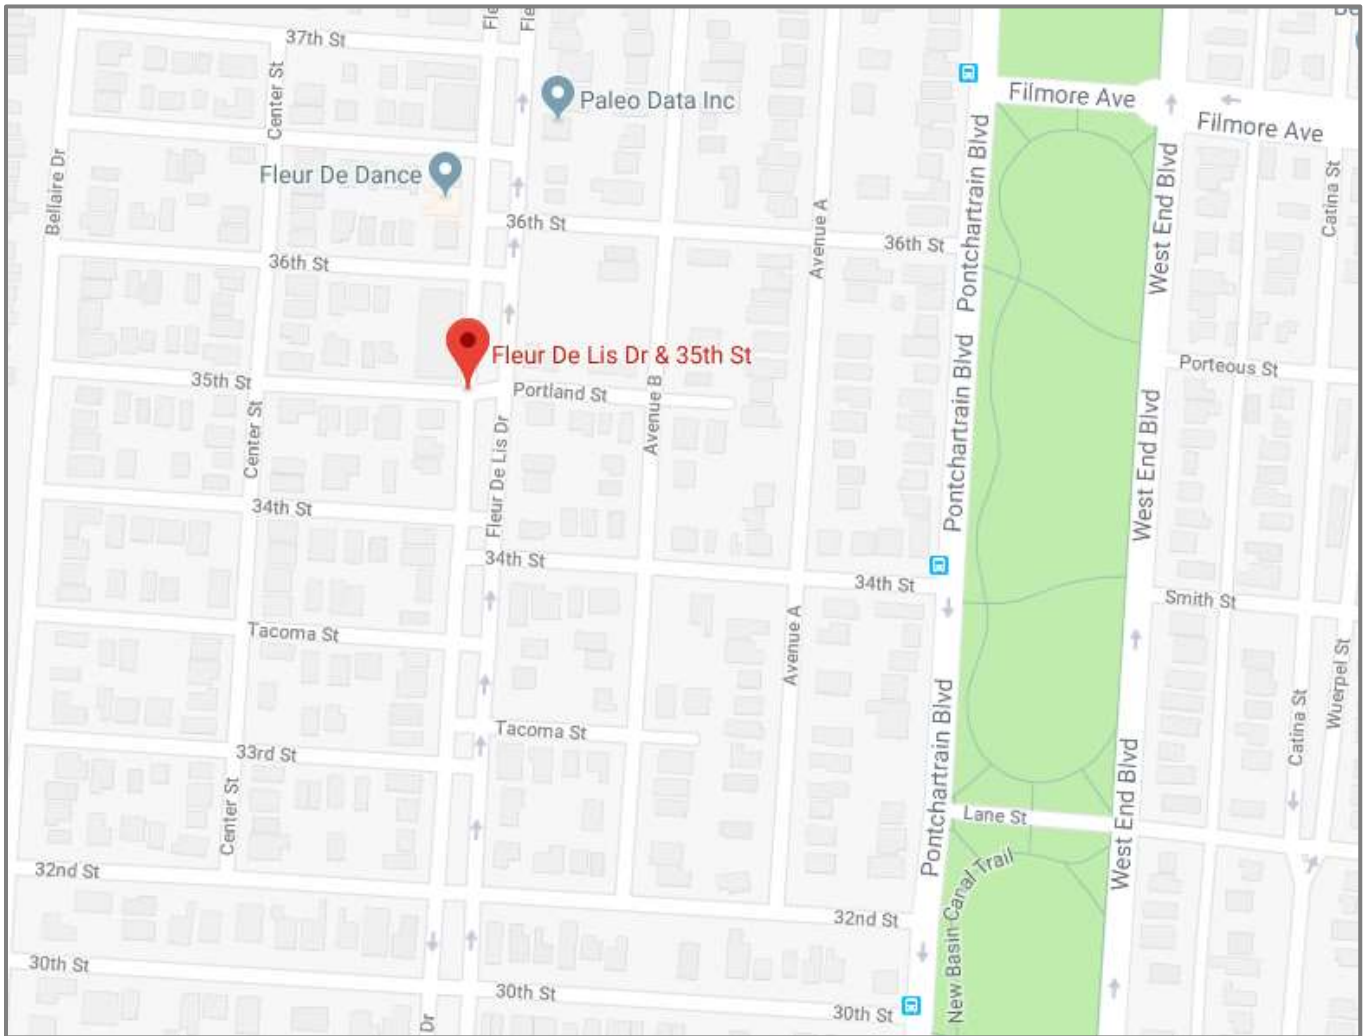 Fle
Fle
37th St
Center St
Paleo Data Inc
Filmore Ave
Filmore Ave
Pontchartrain Blvd
West End Blvd
Catina St
Bellaire Dr
Fleur De Dance
36th St
Avenue A
36th St
36th St
Fleur De Lis Dr & 35th St
35th St
Portland St
Avenue B
Pontchartrain Blvd
Porteous St
Center St
Fleur De Lis Dr
West End Blvd
34th St
34th St
34th St
Smith St
Tacoma St
Avenue A
Wuerpel St
Catina St
Pontchartrain Blvd
Tacoma St
33rd St
West End Blvd
Center St
Lane St
New Basin Canal Trail
32nd St
32nd St
30th St
30th St
30th St
Dr